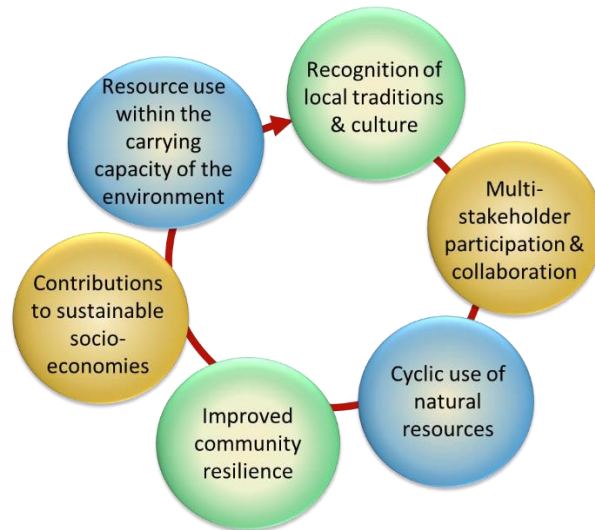 Resource use
within the
carrying
capacity of the
environment
Recognition of
local traditions
& culture
Multi-
stakeholder
participation &
collaboration
Cyclic use of
natural
resources
Improved
community
resilience
Contributions
to sustainable
socio-
economies